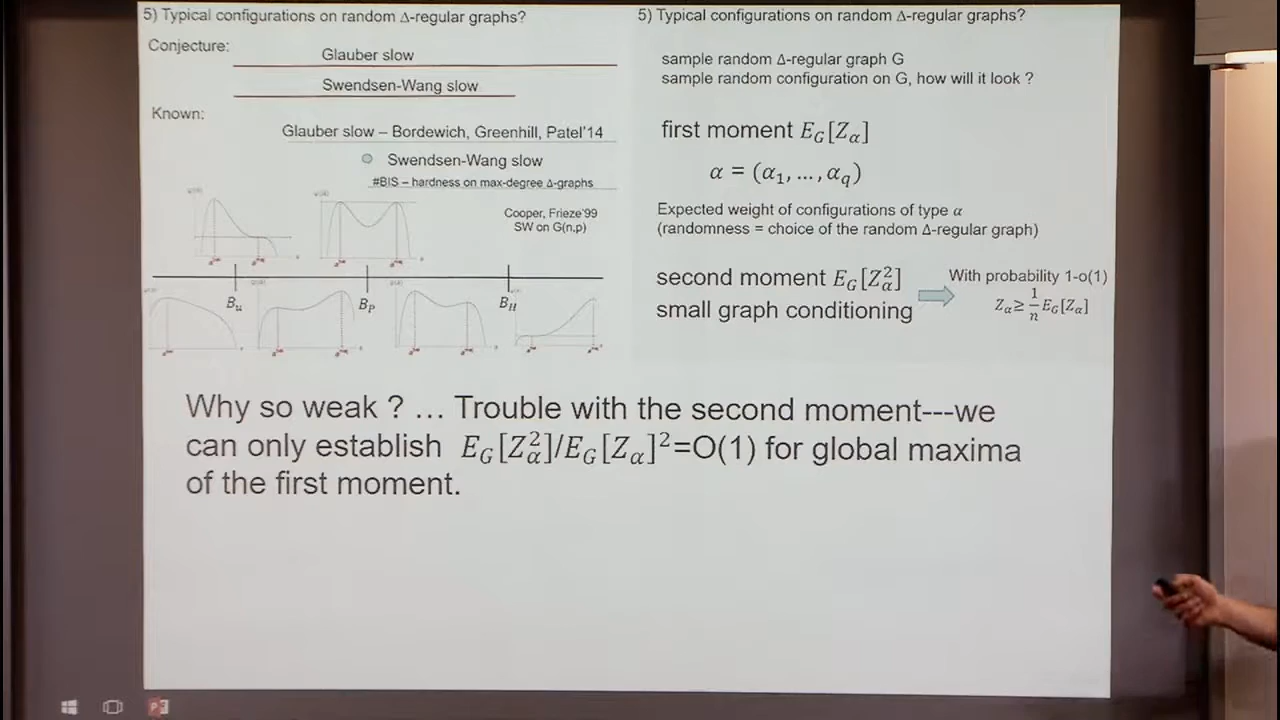 5) Typical configurations on random Δ-regular graphs?
Conjecture:
Glauber slow
Swendsen-Wang slow
Known:
Glauber slow – Bordewich, Greenhill, Patel'14
Swendsen-Wang slow
#BIS – hardness on max-degree Δ-graphs
Cooper, Frieze'99
SW on G(n,p)
B_u
B_P
B_H
5) Typical configurations on random Δ-regular graphs?
sample random Δ-regular graph G
sample random configuration on G, how will it look ?
first moment E_G[Z_α]
α = (α_1, …, α_q)
Expected weight of configurations of type α
(randomness = choice of the random Δ-regular graph)
second moment E_G[Z_α^2]
small graph conditioning
With probability 1-o(1)
Z_α ≥ 1/n E_G[Z_α]
Why so weak ? … Trouble with the second moment---we
can only establish E_G[Z_α^2]/E_G[Z_α]^2=O(1) for global maxima
of the first moment.